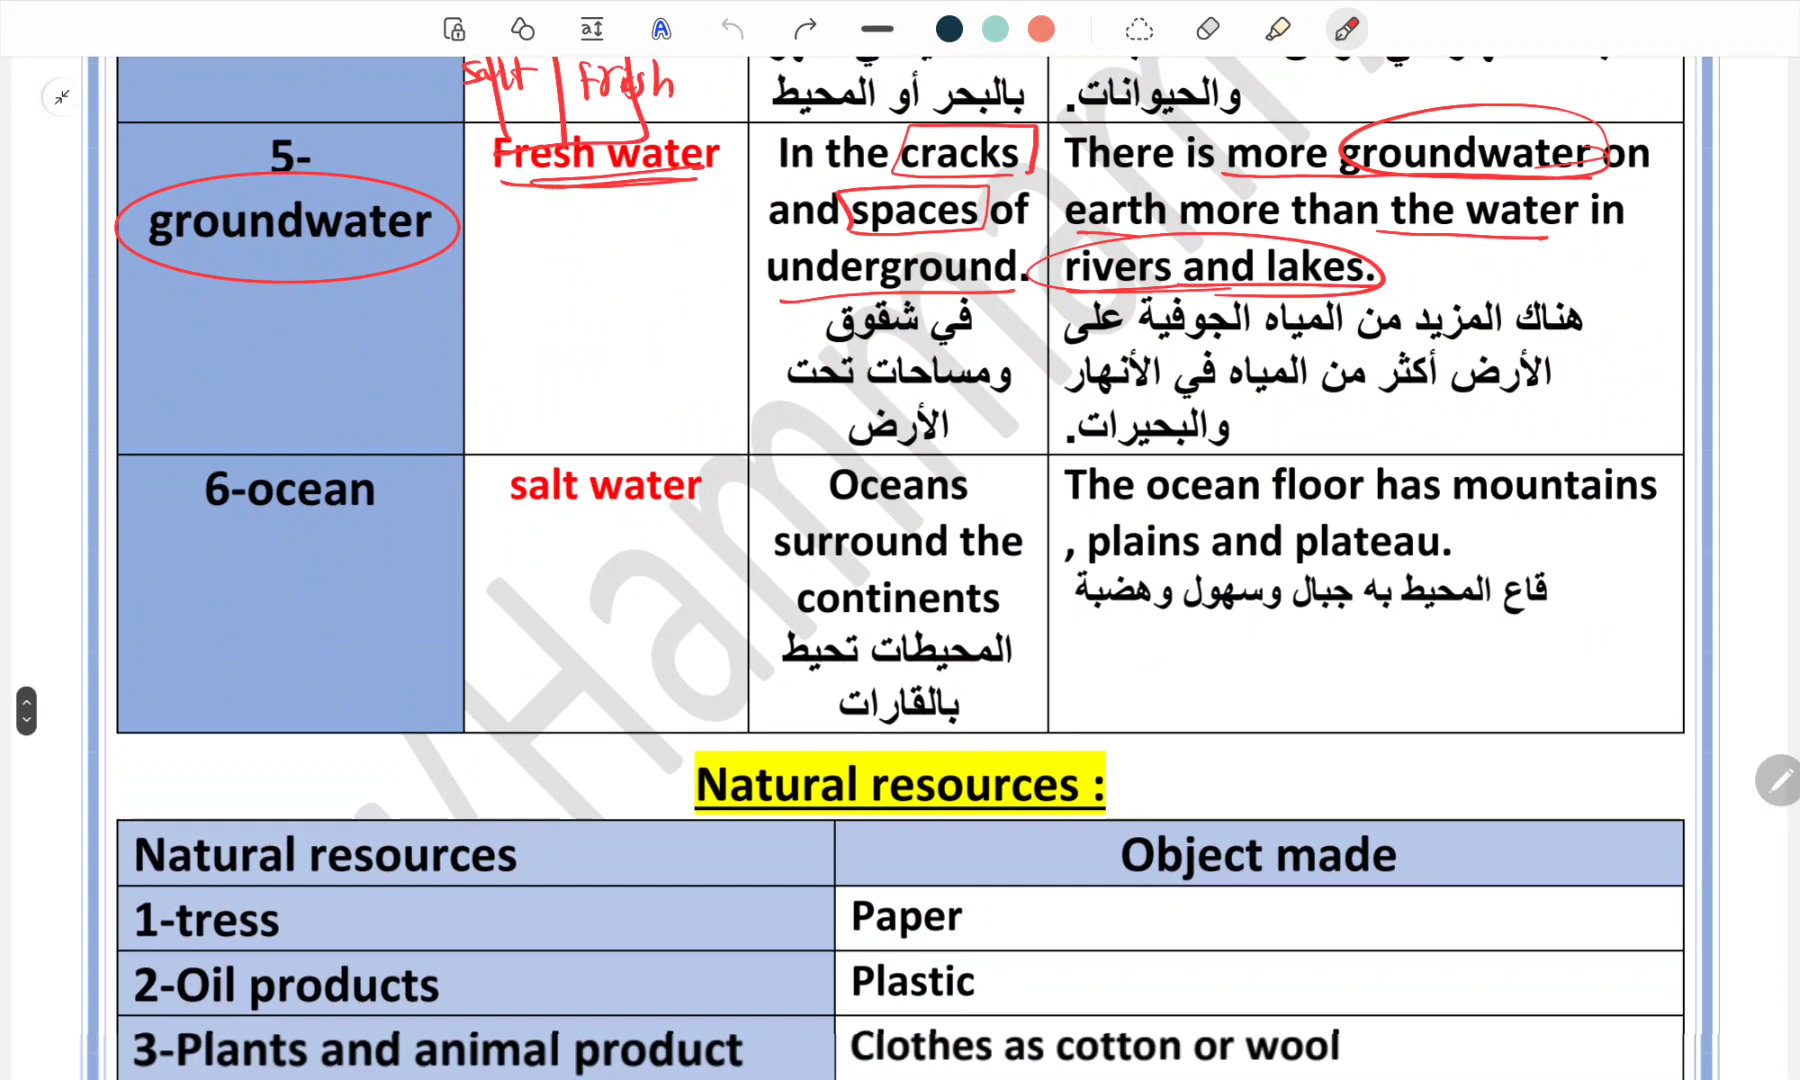 salt fresh
بالبحر أو المحيط
والحيوانات.
5-
groundwater
Fresh water
In the cracks
and spaces of
underground.
في شقوق
ومساحات تحت
الأرض
There is more groundwater on
earth more than the water in
rivers and lakes.
هناك المزيد من المياه الجوفية على
الأرض أكثر من المياه في الأنهار
والبحيرات.
6-ocean
salt water
Oceans
surround the
continents
المحيطات تحيط
بالقارات
The ocean floor has mountains
, plains and plateau.
قاع المحيط به جبال وسهول وهضبة
Natural resources :
Natural resources
Object made
1-tress
Paper
2-Oil products
Plastic
3-Plants and animal product
Clothes as cotton or wool